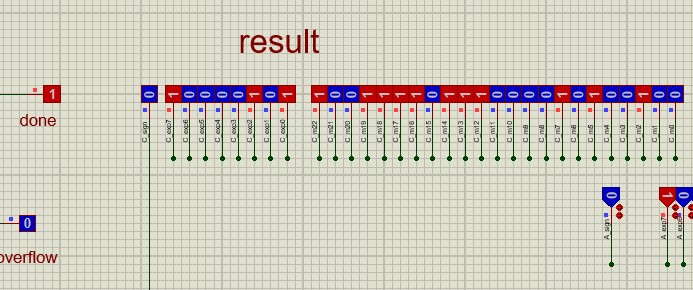 result
1
0
1 0 0 0 0 1 0 1
1 0 0 1 1 1 1 0 1 1 1 0 0 0 0 1 0 1 0 0 1 0 0
done
C_sign
C_exp7 C_exp6 C_exp5 C_exp4 C_exp3 C_exp2 C_exp1 C_exp0
C_m22 C_m21 C_m20 C_m19 C_m18 C_m17 C_m16 C_m15 C_m14 C_m13 C_m12 C_m11 C_m10 C_m9 C_m8 C_m7 C_m6 C_m5 C_m4 C_m3 C_m2 C_m1 C_m0
0 1 0
0
A_sign A_exp7
overflow